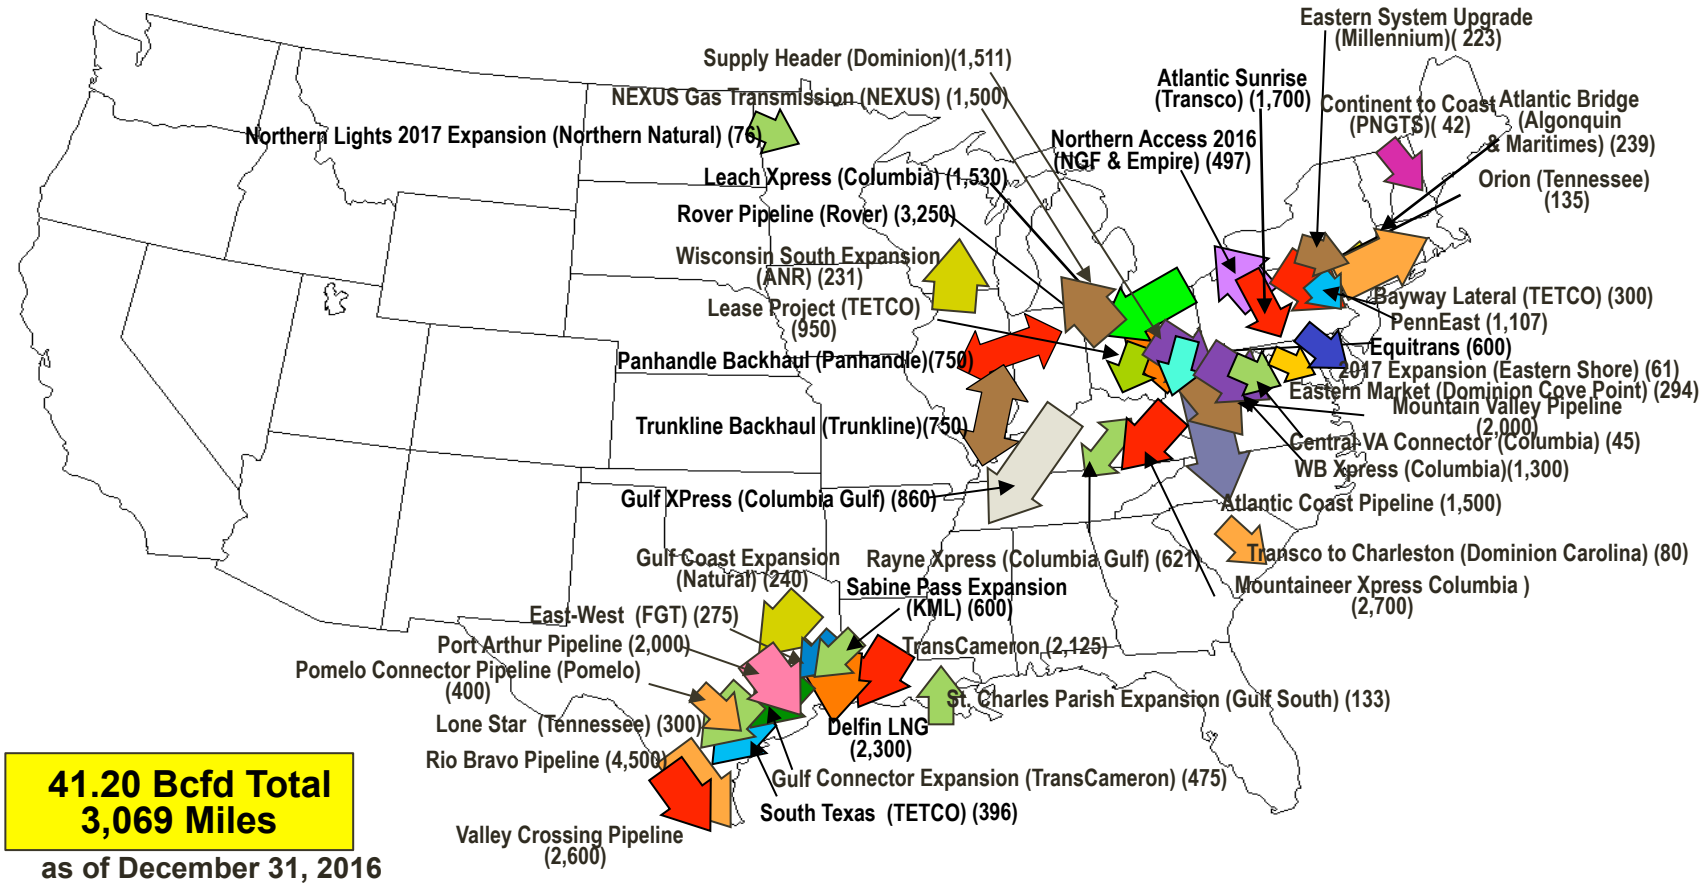 Eastern System Upgrade
(Millennium)( 223)
Supply Header (Dominion)(1,511)
Atlantic Sunrise
(Transco) (1,700)
NEXUS Gas Transmission (NEXUS) (1,500)
Continent to Coast
(PNGTS)( 42)
Atlantic Bridge
(Algonquin
& Maritimes) (239)
Northern Lights 2017 Expansion (Northern Natural) (76)
Northern Access 2016
(NGF & Empire) (497)
Leach Xpress (Columbia) (1,530)
Orion (Tennessee)
(135)
Rover Pipeline (Rover) (3,250)
Wisconsin South Expansion
(ANR) (231)
Lease Project (TETCO)
(950)
Bayway Lateral (TETCO) (300)
PennEast (1,107)
Equitrans (600)
Panhandle Backhaul (Panhandle)(750)
2017 Expansion (Eastern Shore) (61)
Eastern Market (Dominion Cove Point) (294)
Mountain Valley Pipeline
(2,000)
Trunkline Backhaul (Trunkline)(750)
Central VA Connector (Columbia) (45)
WB Xpress (Columbia)(1,300)
Gulf XPress (Columbia Gulf) (860)
Atlantic Coast Pipeline (1,500)
Gulf Coast Expansion
(Natural) (240)
Rayne Xpress (Columbia Gulf) (621)
Transco to Charleston (Dominion Carolina) (80)
Sabine Pass Expansion
(KML) (600)
Mountaineer Xpress Columbia )
(2,700)
East-West (FGT) (275)
Port Arthur Pipeline (2,000)
TransCameron (2,125)
Pomelo Connector Pipeline (Pomelo)
(400)
St. Charles Parish Expansion (Gulf South) (133)
Lone Star (Tennessee) (300)
Delfin LNG
(2,300)
Rio Bravo Pipeline (4,500)
Gulf Connector Expansion (TransCameron) (475)
South Texas (TETCO) (396)
Valley Crossing Pipeline
(2,600)
41.20 Bcfd Total
3,069 Miles
as of December 31, 2016